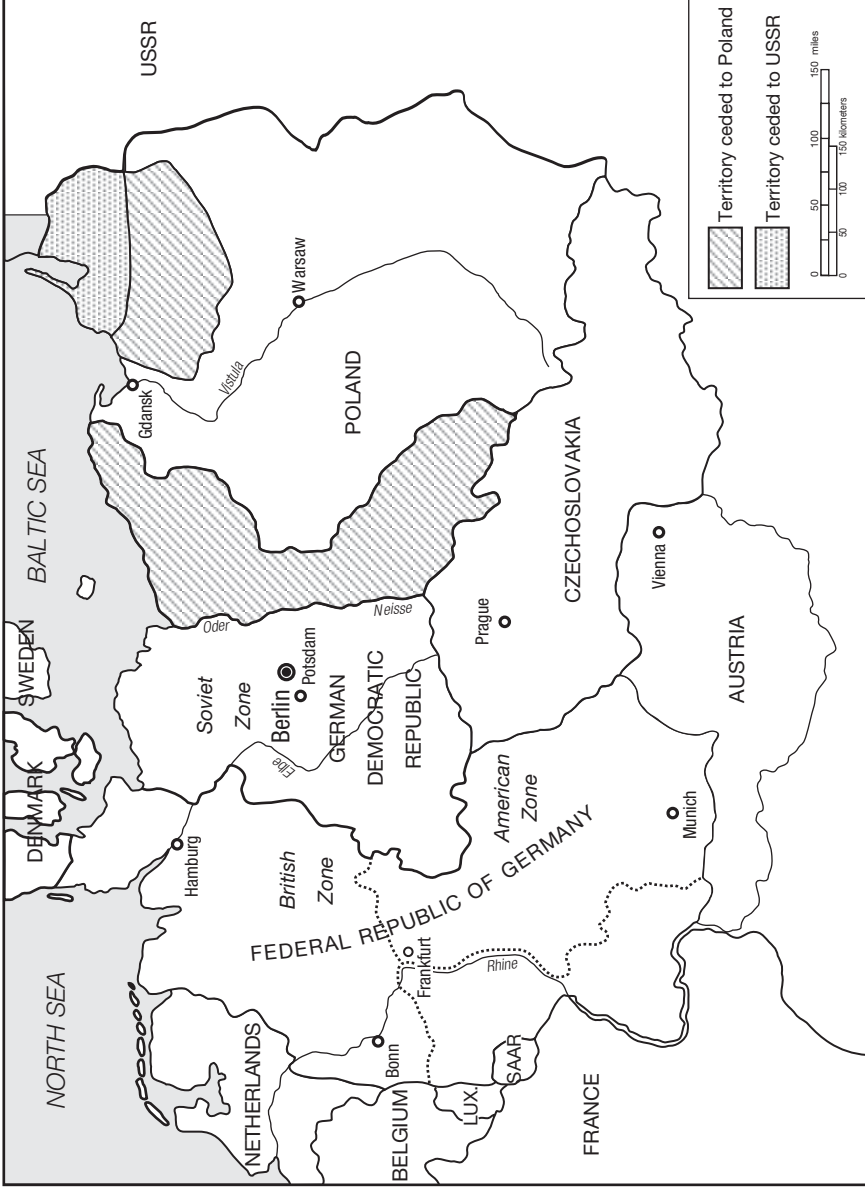 NORTH SEA
BALTIC SEA
SWEDEN
DENMARK
USSR
Hamburg
Gdansk
Vistula
Warsaw
POLAND
Oder
Neisse
Soviet
Zone
Berlin
Potsdam
GERMAN
DEMOCRATIC
REPUBLIC
Elbe
British
Zone
FEDERAL REPUBLIC OF GERMANY
American
Zone
NETHERLANDS
Bonn
Frankfurt
Rhine
BELGIUM
LUX.
SAAR
FRANCE
Prague
CZECHOSLOVAKIA
Munich
Vienna
AUSTRIA
Territory ceded to Poland
Territory ceded to USSR
0 50 100 150 miles
0 50 100 150 kilometers